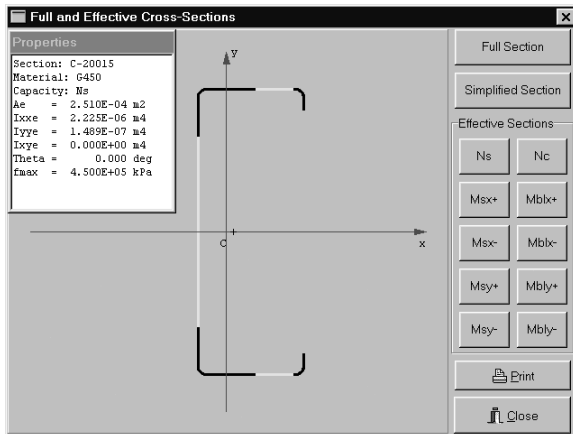 Full and Effective Cross-Sections
Properties
Section: C-20015
Material: G450
Capacity: Ns
Ae = 2.510E-04 m2
Ixxe = 2.225E-06 m4
Iyye = 1.489E-07 m4
Ixye = 0.000E+00 m4
Theta = 0.000 deg
fmax = 4.500E+05 kPa
y
C
x
Full Section
Simplified Section
Effective Sections
Ns Nc
Msx+ Mblx+
Msx- Mblx-
Msy+ Mbly+
Msy- Mbly-
Print
Close